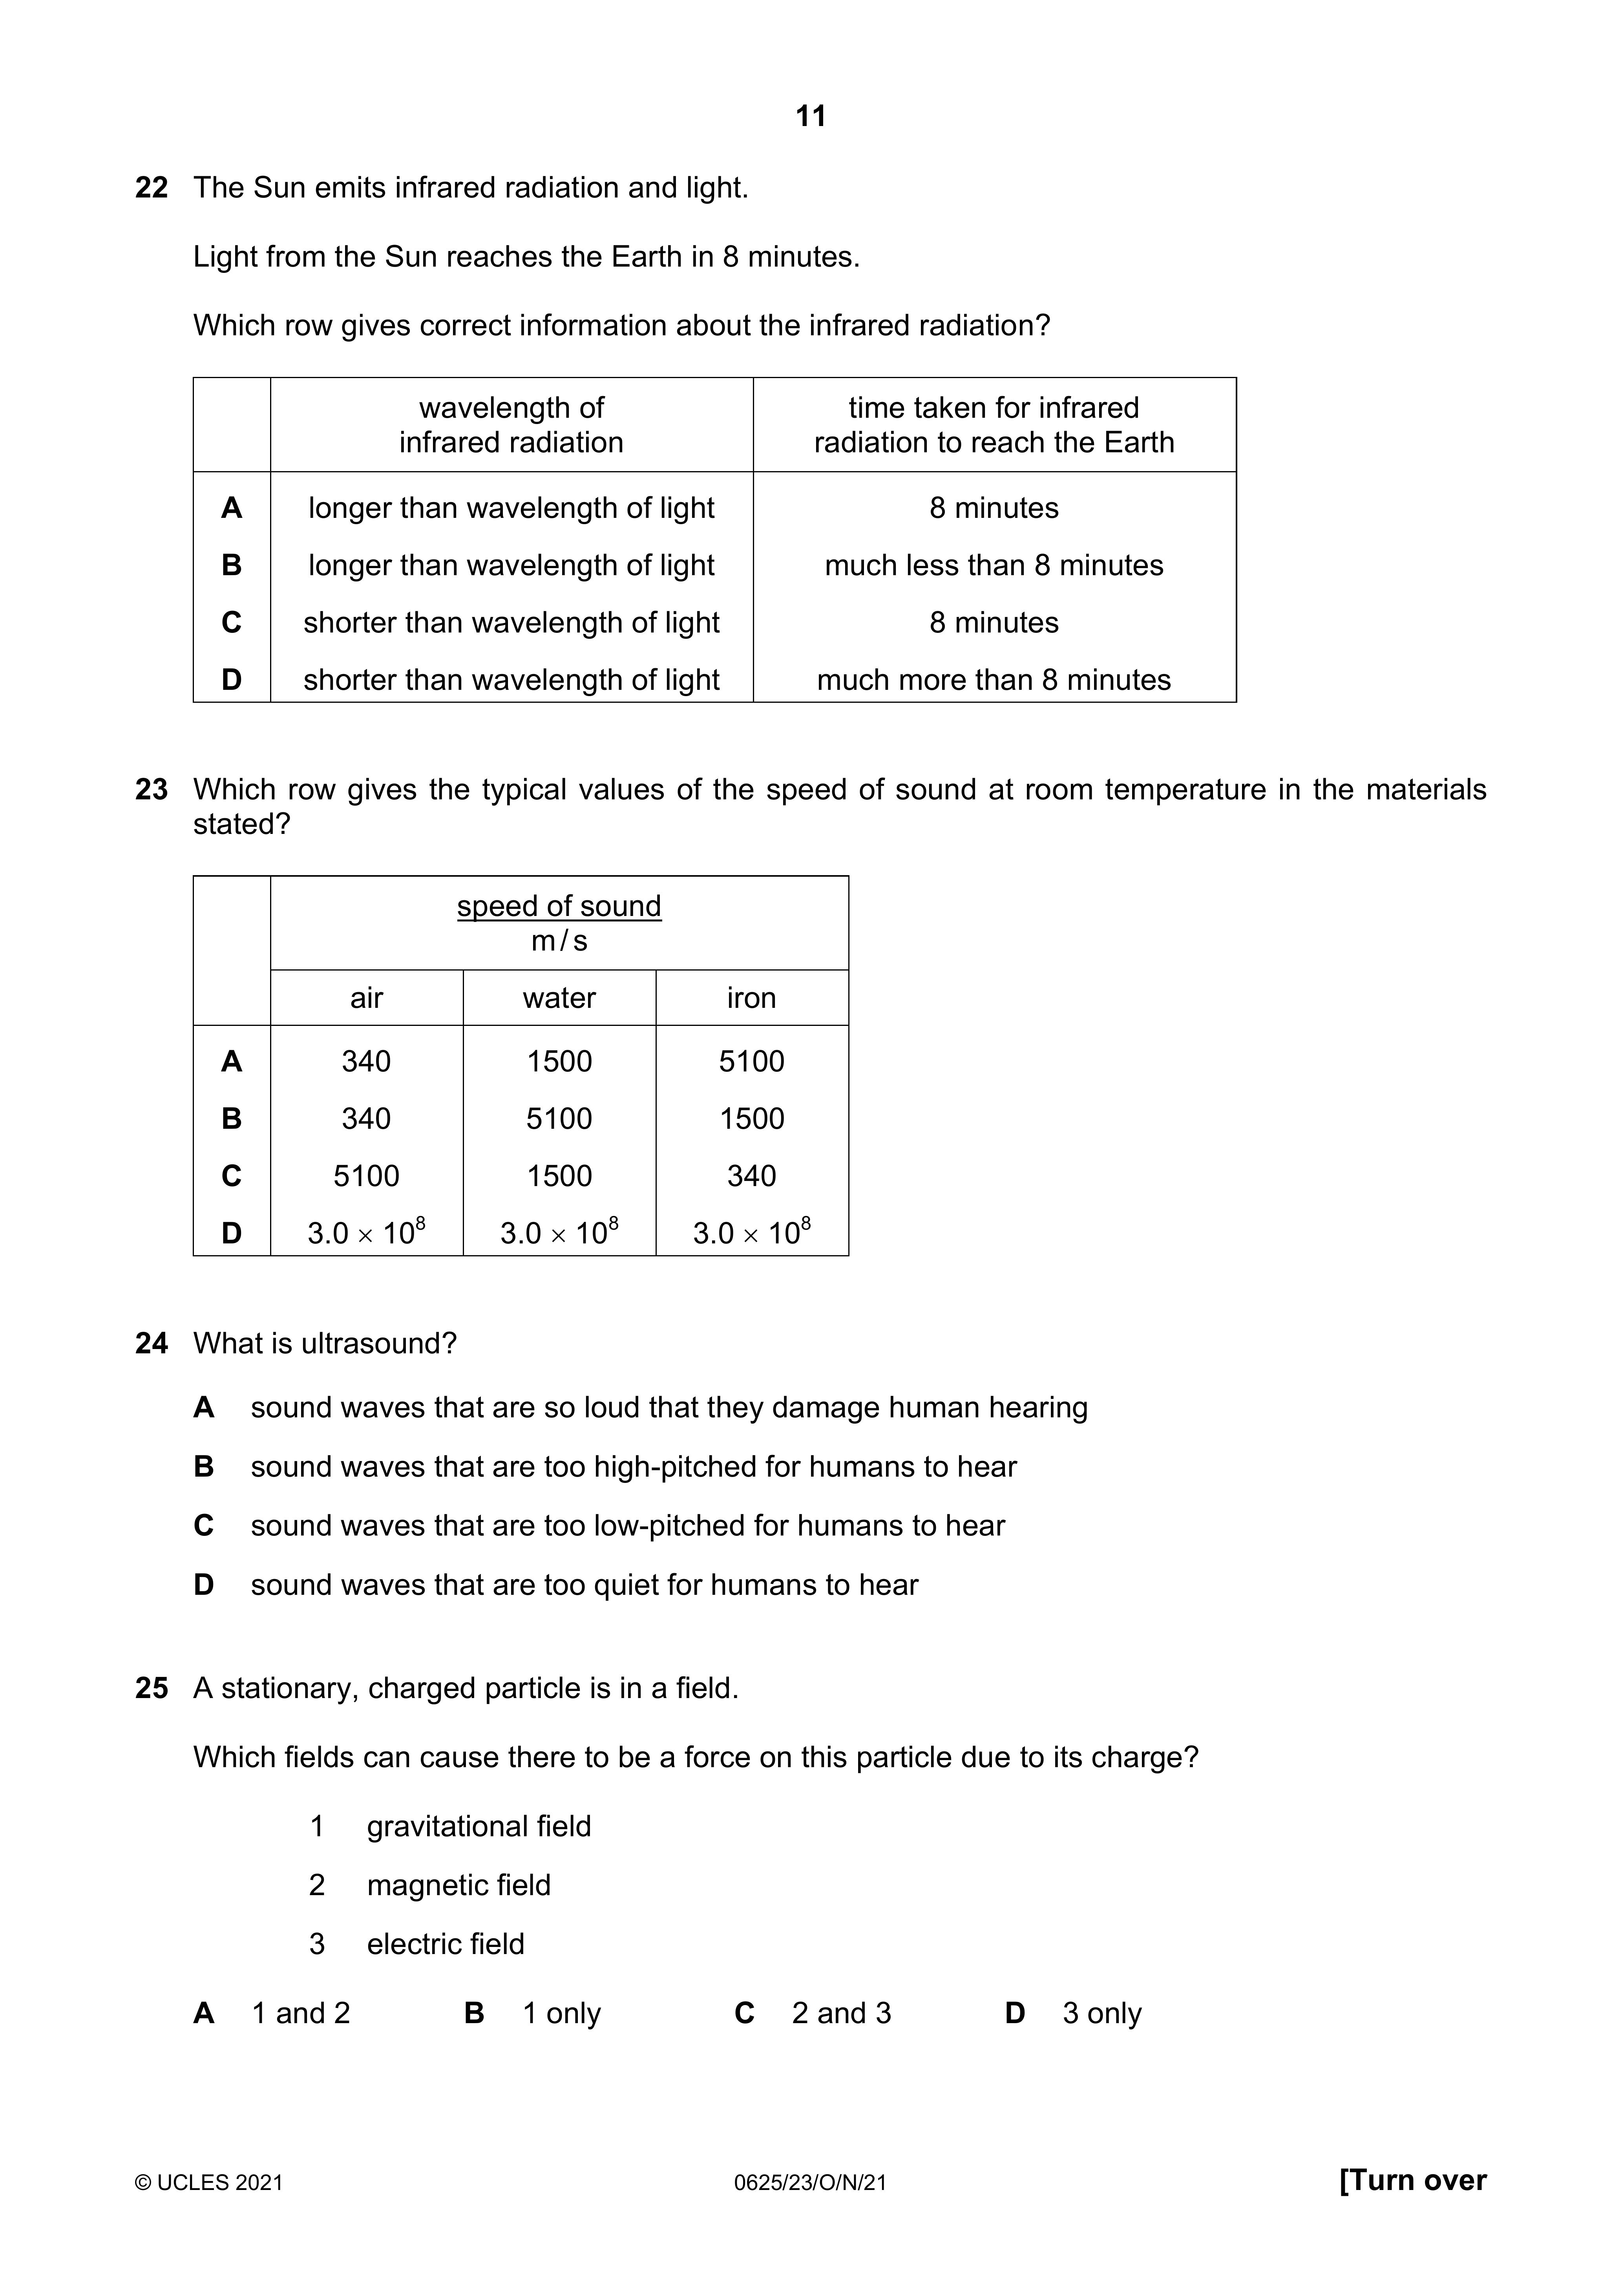 11
22 The Sun emits infrared radiation and light.
Light from the Sun reaches the Earth in 8 minutes.
Which row gives correct information about the infrared radiation?
wavelength of infrared radiation time taken for infrared radiation to reach the Earth
A longer than wavelength of light 8 minutes
B longer than wavelength of light much less than 8 minutes
C shorter than wavelength of light 8 minutes
D shorter than wavelength of light much more than 8 minutes
23 Which row gives the typical values of the speed of sound at room temperature in the materials
stated?
speed of sound
m / s
air water iron
A 340 1500 5100
B 340 5100 1500
C 5100 1500 340
D 3.0 × 10⁸ 3.0 × 10⁸ 3.0 × 10⁸
24 What is ultrasound?
A sound waves that are so loud that they damage human hearing
B sound waves that are too high-pitched for humans to hear
C sound waves that are too low-pitched for humans to hear
D sound waves that are too quiet for humans to hear
25 A stationary, charged particle is in a field.
Which fields can cause there to be a force on this particle due to its charge?
1 gravitational field
2 magnetic field
3 electric field
A 1 and 2 B 1 only C 2 and 3 D 3 only
© UCLES 2021 0625/23/O/N/21 [Turn over